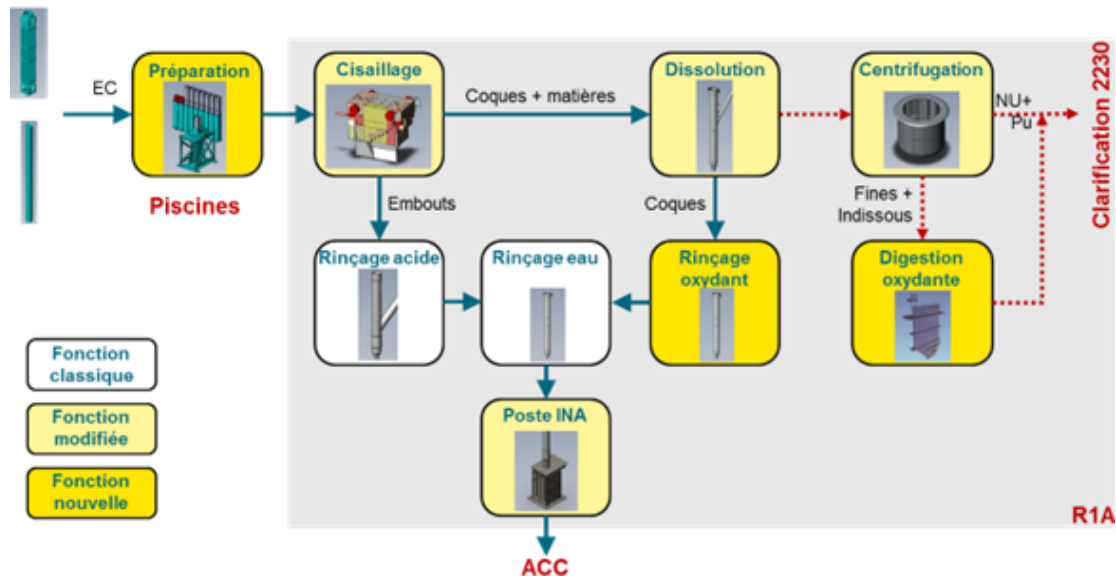 EC
Préparation
Piscines
Cisaillage
Coques + matières
Dissolution
Centrifugation
NU+
Pu
Clarification 2230
Embouts
Coques
Fines +
Indissous
Rinçage acide
Rinçage eau
Rinçage
oxydant
Digestion
oxydante
Fonction
classique
Fonction
modifiée
Fonction
nouvelle
Poste INA
R1A
ACC